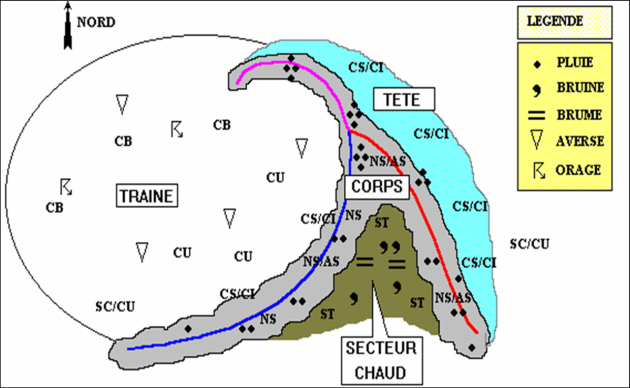 NORD
LEGENDE
PLUIE
BRUINE
BRUME
AVERSE
ORAGE
CS/CI
TETE
CB
CB
CS/CI
CU
NS/AS
TRAINE
CORPS
CB
CS/CI
NS
ST
CS/CI
CU
CU
SC/CU
NS/AS
CS/CI
SC/CU
CS/CI
NS
ST
ST
NS/AS
SECTEUR
CHAUD